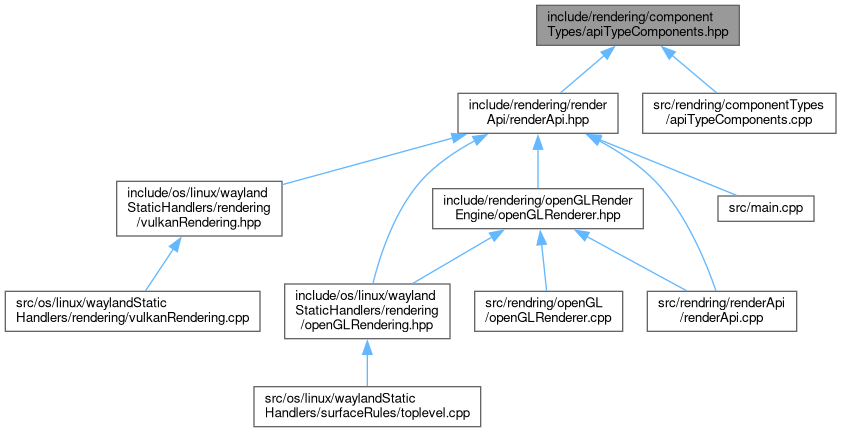 include/rendering/component
Types/apiTypeComponents.hpp
include/rendering/render
Api/renderApi.hpp
src/rendring/componentTypes
/apiTypeComponents.cpp
include/os/linux/wayland
StaticHandlers/rendering
/vulkanRendering.hpp
include/rendering/openGLRender
Engine/openGLRenderer.hpp
src/main.cpp
src/os/linux/waylandStatic
Handlers/rendering/vulkanRendering.cpp
include/os/linux/wayland
StaticHandlers/rendering
/openGLRendering.hpp
src/rendring/openGL
/openGLRenderer.cpp
src/rendring/renderApi
/renderApi.cpp
src/os/linux/waylandStatic
Handlers/surfaceRules/toplevel.cpp